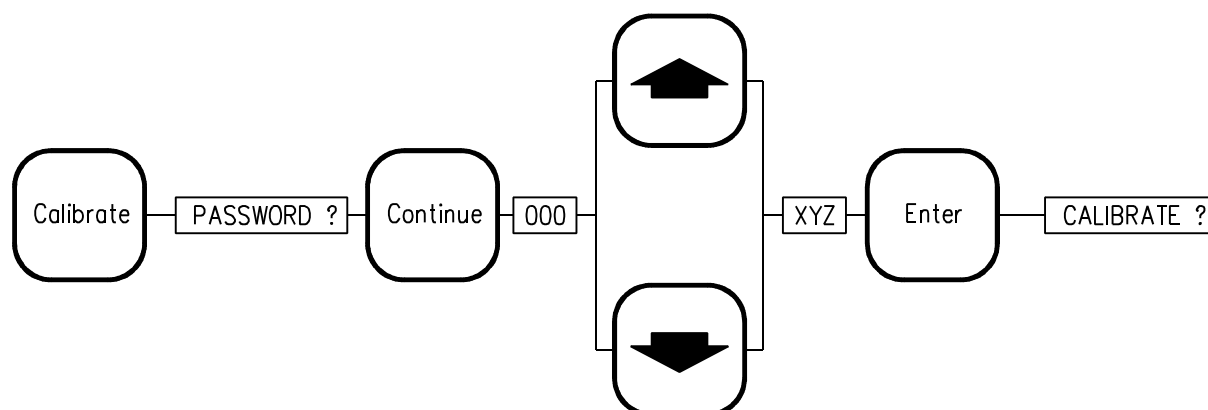 Calibrate
PASSWORD ?
Continue
000
XYZ
Enter
CALIBRATE ?